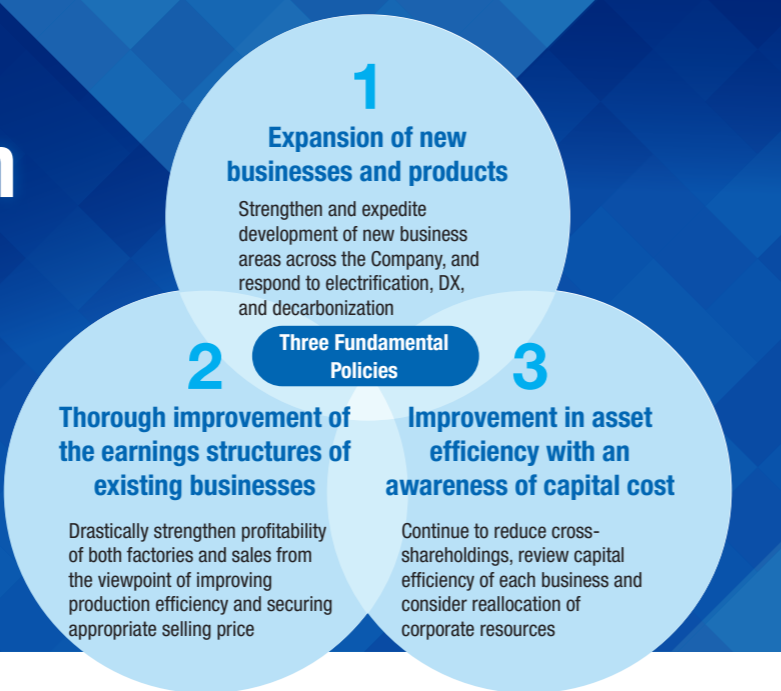 n
1
Expansion of new
businesses and products
Strengthen and expedite
development of new business
areas across the Company, and
respond to electrification, DX,
and decarbonization
Three Fundamental
Policies
2
Thorough improvement of
the earnings structures of
existing businesses
Drastically strengthen profitability
of both factories and sales from
the viewpoint of improving
production efficiency and securing
appropriate selling price
3
Improvement in asset
efficiency with an
awareness of capital cost
Continue to reduce cross-
shareholdings, review capital
efficiency of each business and
consider reallocation of
corporate resources